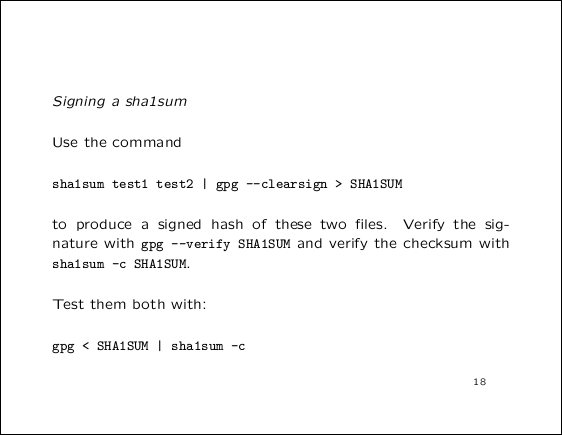 Signing a sha1sum
Use the command
sha1sum test1 test2 | gpg --clearsign > SHA1SUM
to produce a signed hash of these two files. Verify the sig-
nature with gpg --verify SHA1SUM and verify the checksum with
sha1sum -c SHA1SUM.
Test them both with:
gpg < SHA1SUM | sha1sum -c
18